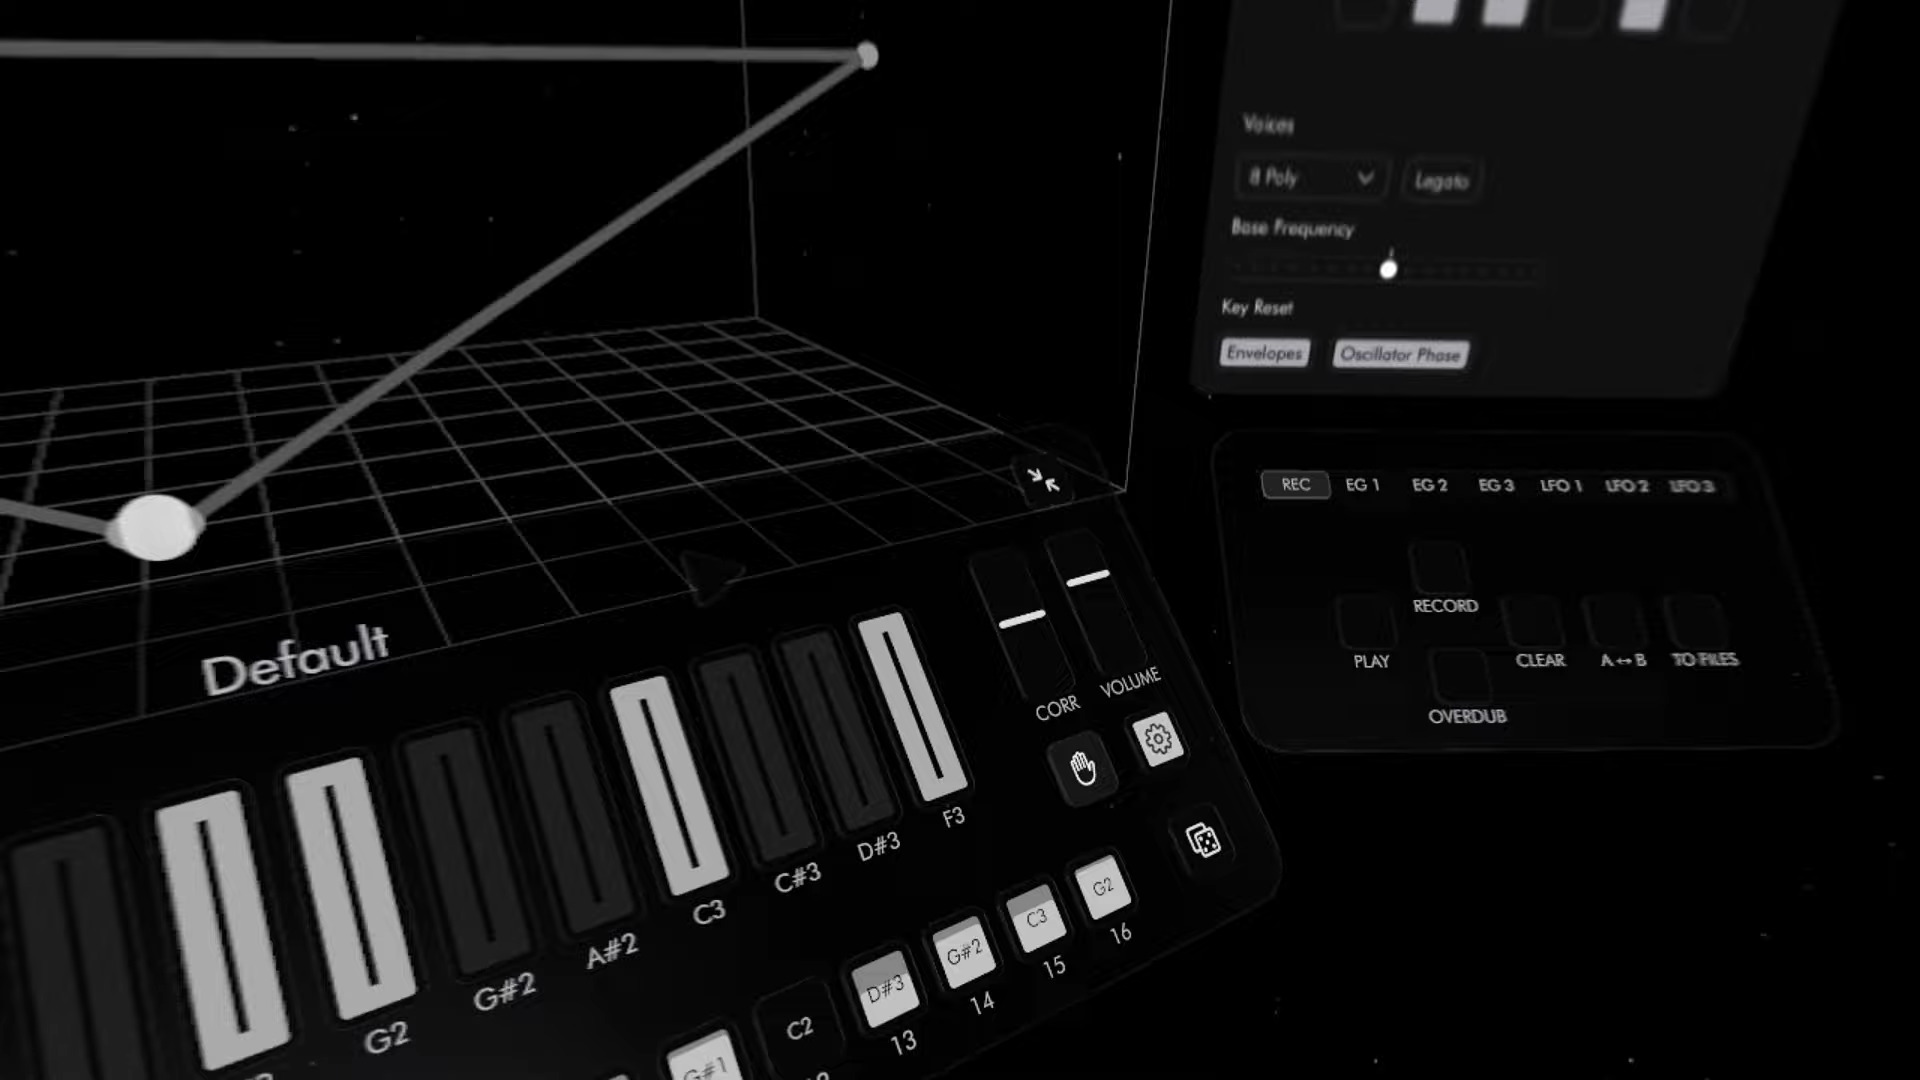 Voices
8 Poly
Legato
Base Frequency
Key Reset
Envelopes
Oscillator Phase
REC
EG 1
EG 2
EG 3
LFO 1
LFO 2
LFO 3
RECORD
PLAY
CLEAR
A↔B
TO FILES
OVERDUB
Default
CORR
VOLUME
F3
D#3
C#3
C3
A#2
G#2
G2
G2
C3
G#2
D#3
C2
G#1
16
15
14
13